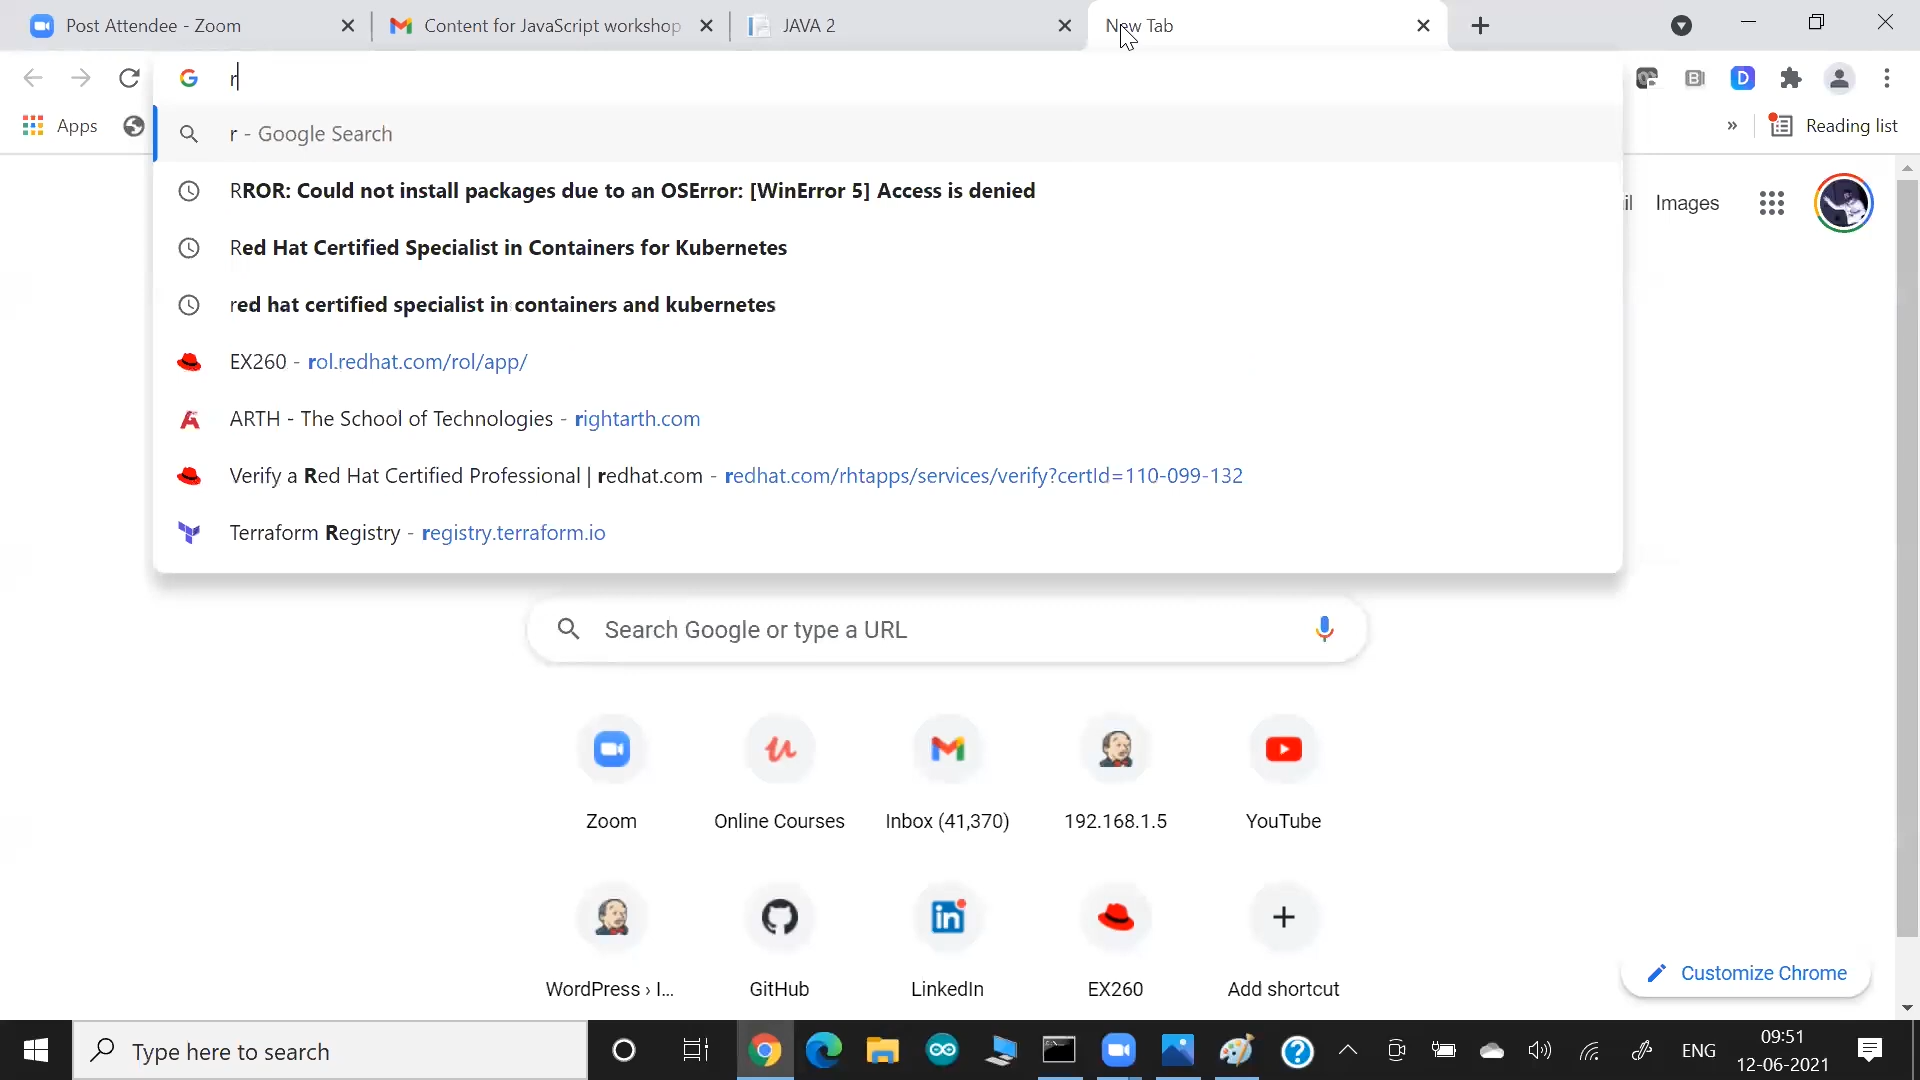 Post Attendee - Zoom
Content for JavaScript workshop
JAVA 2
New Tab
r
Apps
Reading list
r - Google Search
RROR: Could not install packages due to an OSError: [WinError 5] Access is denied
Red Hat Certified Specialist in Containers for Kubernetes
red hat certified specialist in containers and kubernetes
EX260 - rol.redhat.com/rol/app/
ARTH - The School of Technologies - rightarth.com
Verify a Red Hat Certified Professional | redhat.com - redhat.com/rhtapps/services/verify?certId=110-099-132
Terraform Registry - registry.terraform.io
il Images
Search Google or type a URL
Zoom
Online Courses
Inbox (41,370)
192.168.1.5
YouTube
WordPress › I...
GitHub
LinkedIn
EX260
Add shortcut
Customize Chrome
Type here to search
ENG
09:51
12-06-2021